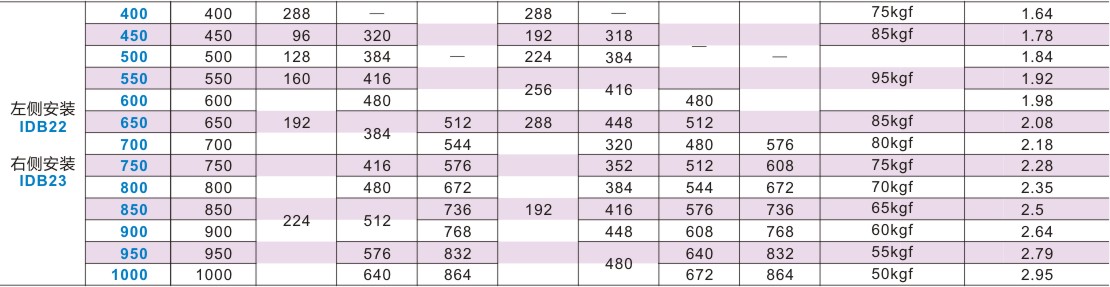 400 400 288 — 288 — 75kgf 1.64
450 450 96 320 192 318 85kgf 1.78
—
500 500 128 384 — 224 384 — 1.84
550 550 160 416 95kgf 1.92
256 416
600 600 480 480 1.98
左侧安装
IDB22
650 650 192 512 288 448 512 85kgf 2.08
384
700 700 544 320 480 576 80kgf 2.18
右侧安装
IDB23
750 750 416 576 352 512 608 75kgf 2.28
800 800 480 672 384 544 672 70kgf 2.35
850 850 736 192 416 576 736 65kgf 2.5
224 512
900 900 768 448 608 768 60kgf 2.64
950 950 576 832 640 832 55kgf 2.79
480
1000 1000 640 864 672 864 50kgf 2.95